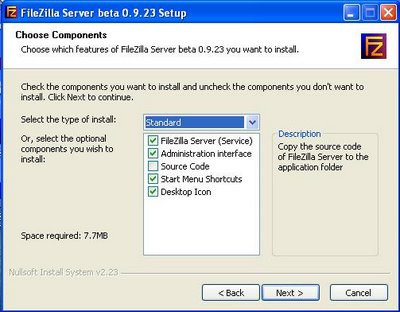 FileZilla Server beta 0.9.23 Setup
Choose Components
Choose which features of FileZilla Server beta 0.9.23 you want to install.
FZ
Check the components you want to install and uncheck the components you don't want to
install. Click Next to continue.
Select the type of install:
Standard
Or, select the optional
components you wish to
install:
FileZilla Server (Service)
Administration interface
Source Code
Start Menu Shortcuts
Desktop Icon
Description
Copy the source code
of FileZilla Server to the
application folder
Space required: 7.7MB
Nullsoft Install System v2.23
< Back
Next >
Cancel